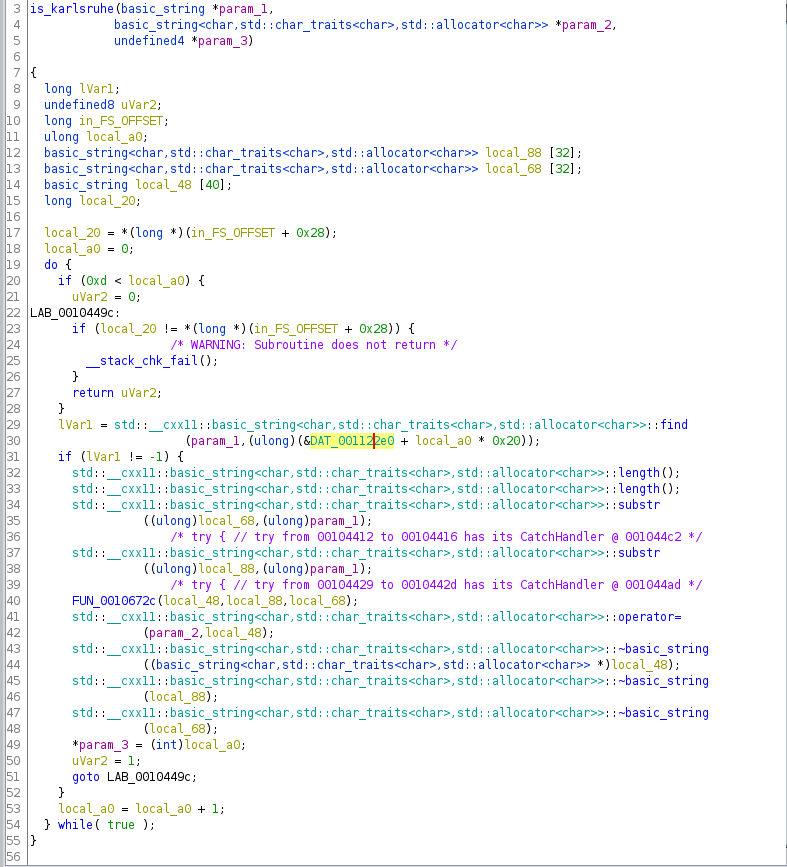 3 is_karlsruhe(basic_string *param_1,
4 basic_string<char,std::char_traits<char>,std::allocator<char>> *param_2,
5 undefined4 *param_3)
6
7 {
8 long lVar1;
9 undefined8 uVar2;
10 long in_FS_OFFSET;
11 ulong local_a0;
12 basic_string<char,std::char_traits<char>,std::allocator<char>> local_88 [32];
13 basic_string<char,std::char_traits<char>,std::allocator<char>> local_68 [32];
14 basic_string local_48 [40];
15 long local_20;
16
17 local_20 = *(long *)(in_FS_OFFSET + 0x28);
18 local_a0 = 0;
19 do {
20 if (0xd < local_a0) {
21 uVar2 = 0;
22 LAB_0010449c:
23 if (local_20 != *(long *)(in_FS_OFFSET + 0x28)) {
24 /* WARNING: Subroutine does not return */
25 __stack_chk_fail();
26 }
27 return uVar2;
28 }
29 lVar1 = std::__cxx11::basic_string<char,std::char_traits<char>,std::allocator<char>>::find
30 (param_1,(ulong)(&DAT_001122e0 + local_a0 * 0x20));
31 if (lVar1 != -1) {
32 std::__cxx11::basic_string<char,std::char_traits<char>,std::allocator<char>>::length();
33 std::__cxx11::basic_string<char,std::char_traits<char>,std::allocator<char>>::length();
34 std::__cxx11::basic_string<char,std::char_traits<char>,std::allocator<char>>::substr
35 ((ulong)local_68,(ulong)param_1);
36 /* try { // try from 00104412 to 00104416 has its CatchHandler @ 001044c2 */
37 std::__cxx11::basic_string<char,std::char_traits<char>,std::allocator<char>>::substr
38 ((ulong)local_88,(ulong)param_1);
39 /* try { // try from 00104429 to 0010442d has its CatchHandler @ 001044ad */
40 FUN_0010672c(local_48,local_88,local_68);
41 std::__cxx11::basic_string<char,std::char_traits<char>,std::allocator<char>>::operator=
42 (param_2,local_48);
43 std::__cxx11::basic_string<char,std::char_traits<char>,std::allocator<char>>::~basic_string
44 ((basic_string<char,std::char_traits<char>,std::allocator<char>> *)local_48);
45 std::__cxx11::basic_string<char,std::char_traits<char>,std::allocator<char>>::~basic_string
46 (local_88);
47 std::__cxx11::basic_string<char,std::char_traits<char>,std::allocator<char>>::~basic_string
48 (local_68);
49 *param_3 = (int)local_a0;
50 uVar2 = 1;
51 goto LAB_0010449c;
52 }
53 local_a0 = local_a0 + 1;
54 } while( true );
55 }
56